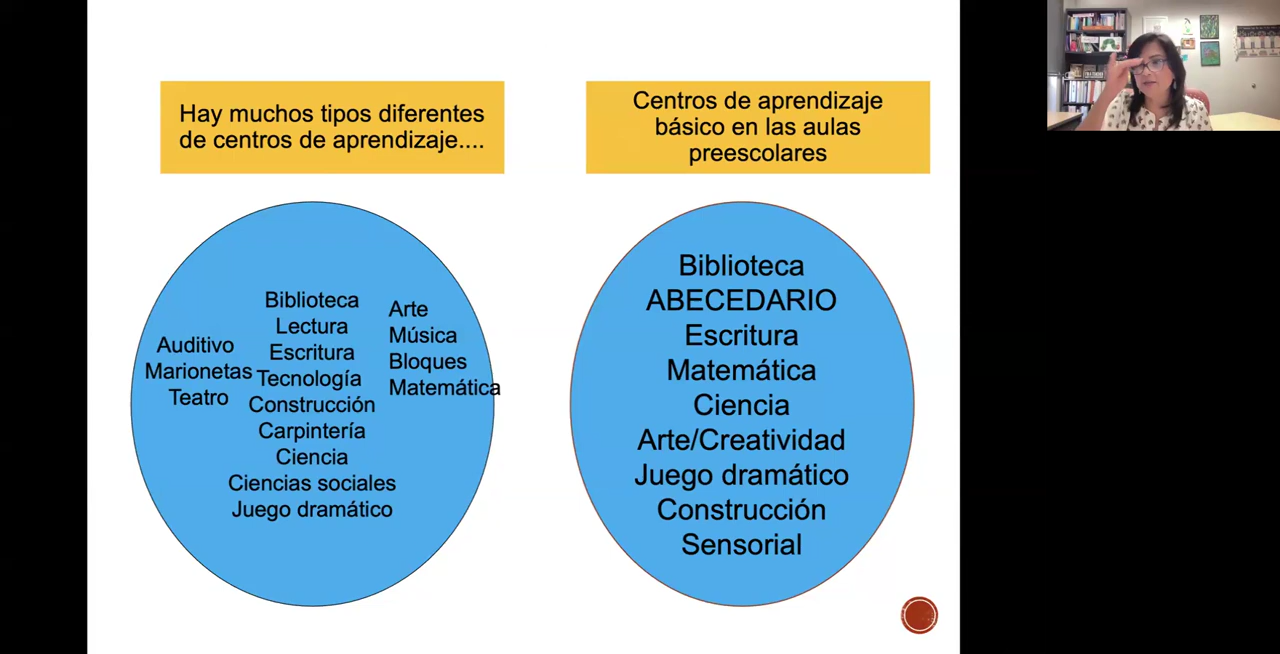 Hay muchos tipos diferentes
de centros de aprendizaje....
Centros de aprendizaje
básico en las aulas
preescolares
Auditivo
Marionetas
Teatro
Biblioteca
Lectura
Escritura
Tecnología
Construcción
Carpintería
Ciencia
Ciencias sociales
Juego dramático
Arte
Música
Bloques
Matemática
Biblioteca
ABECEDARIO
Escritura
Matemática
Ciencia
Arte/Creatividad
Juego dramático
Construcción
Sensorial